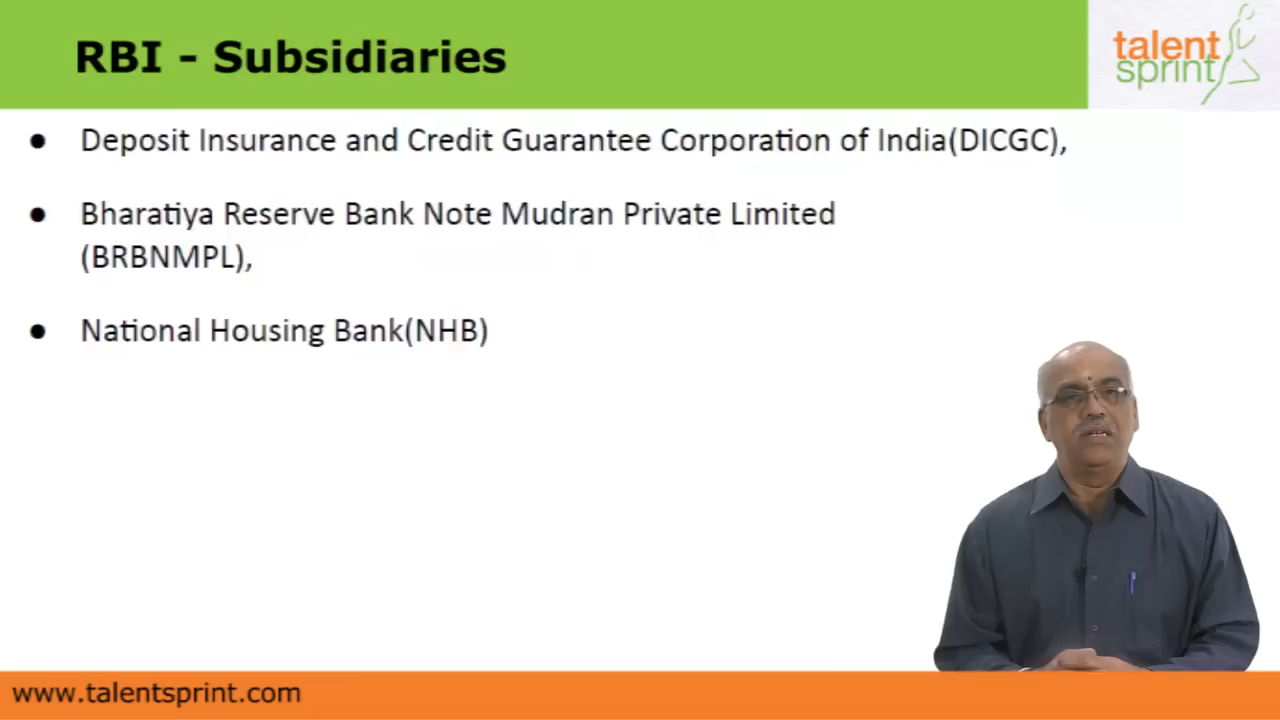 RBI - Subsidiaries
talent
sprint
● Deposit Insurance and Credit Guarantee Corporation of India(DICGC),
● Bharatiya Reserve Bank Note Mudran Private Limited
(BRBNMPL),
● National Housing Bank(NHB)
www.talentsprint.com